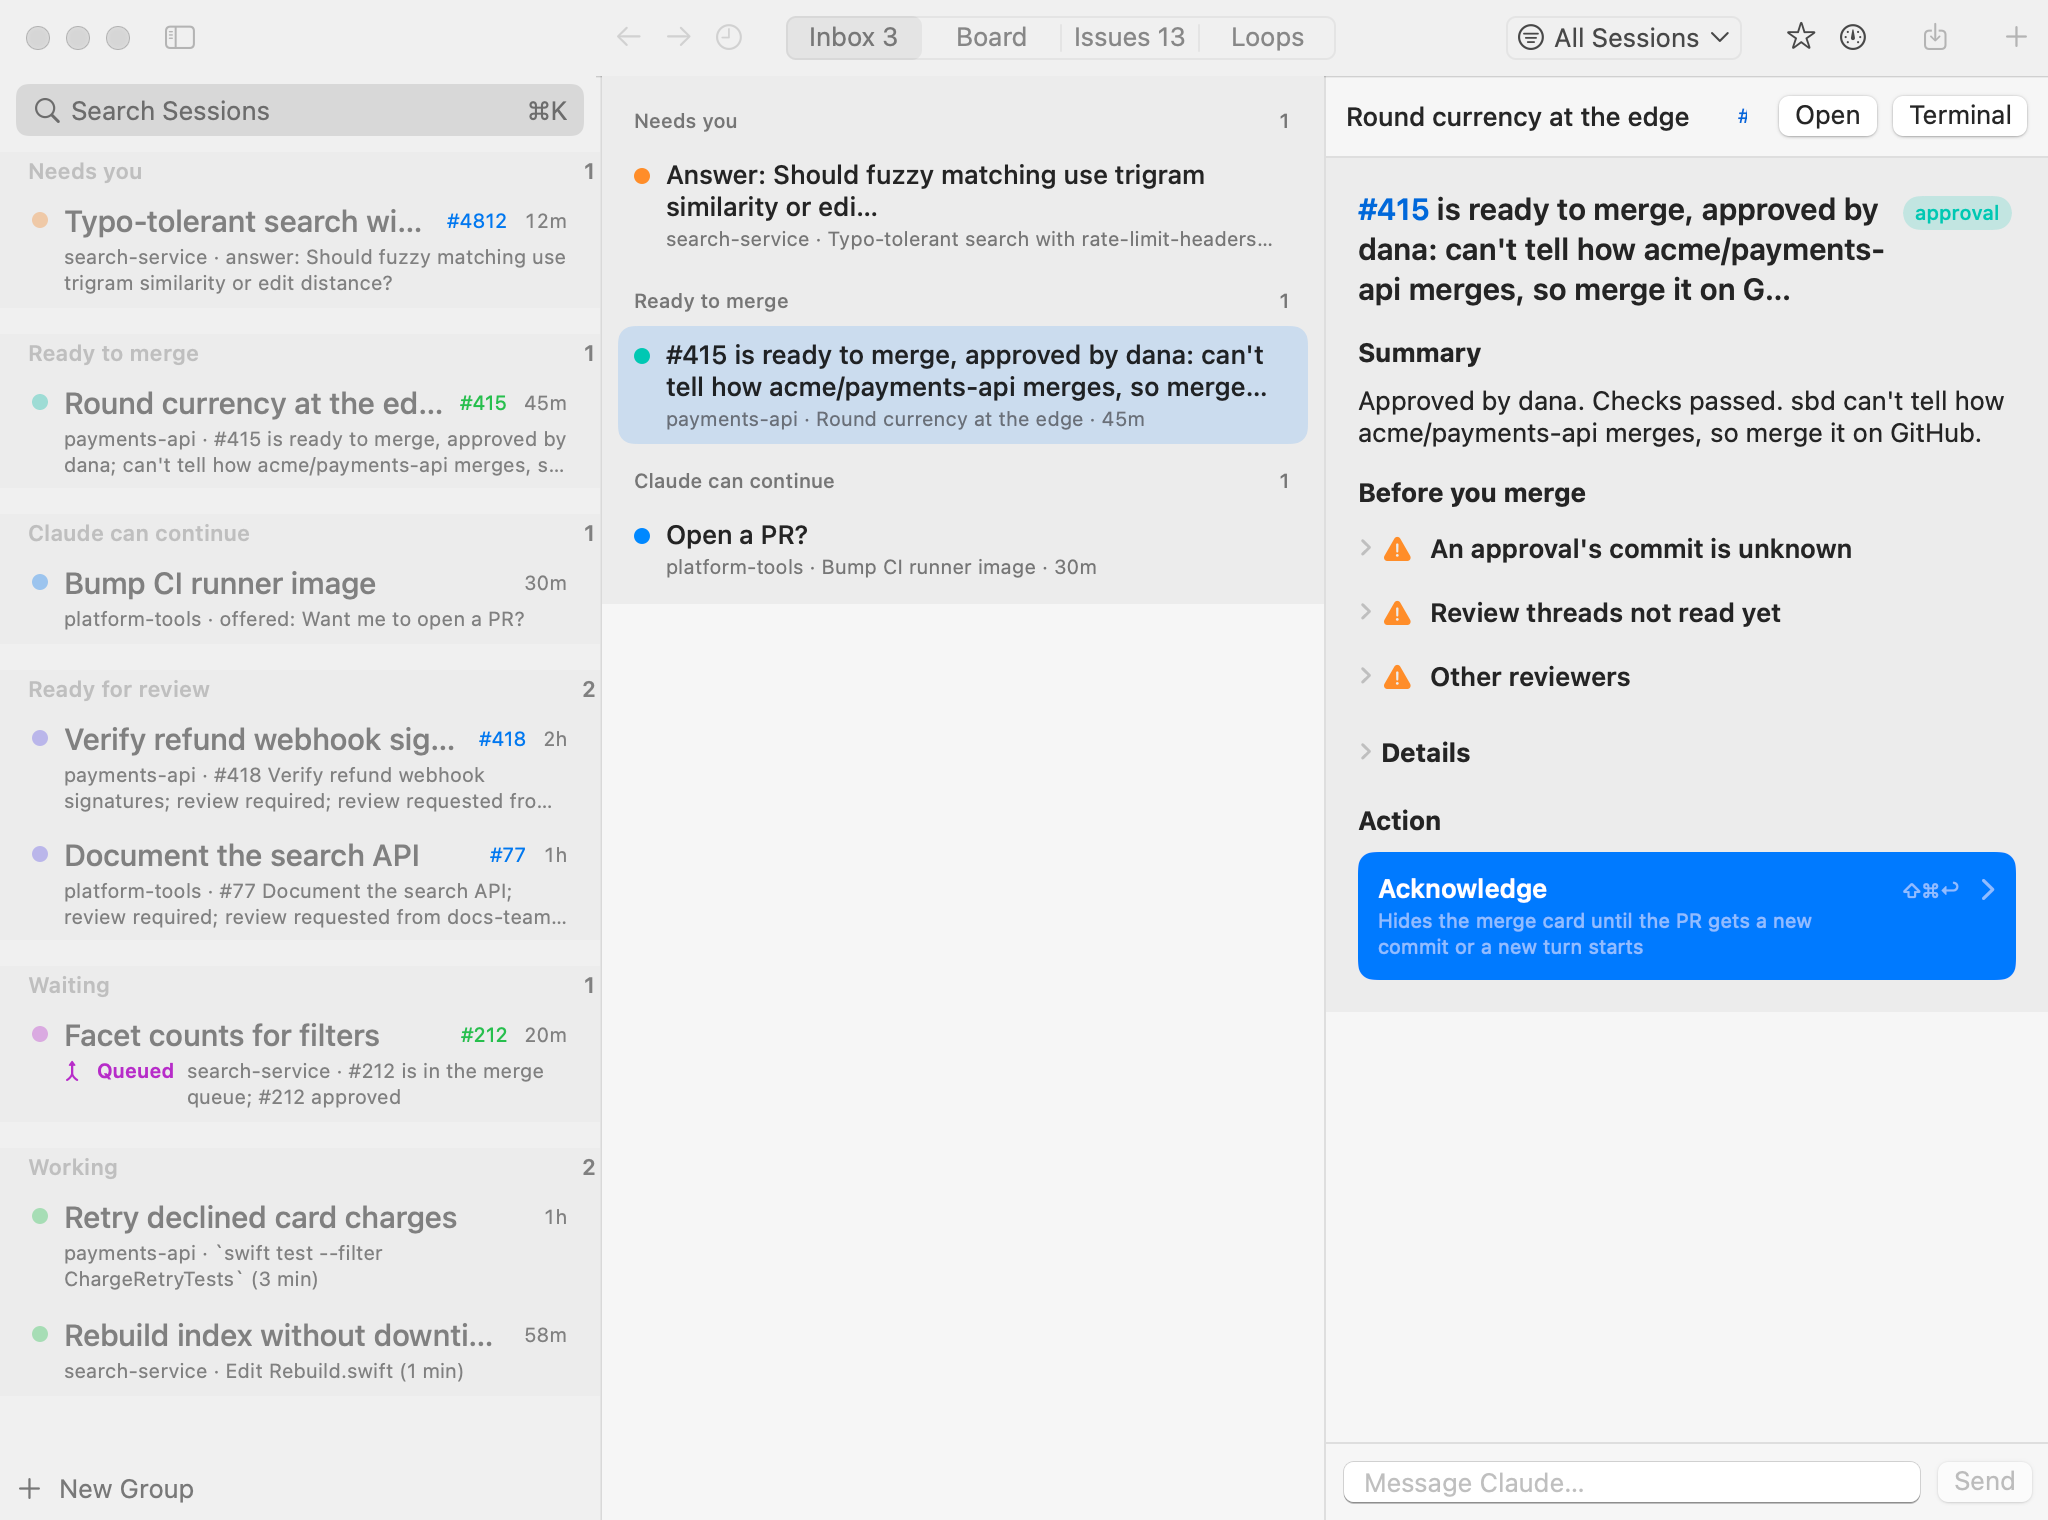 Inbox 3
Board
Issues 13
Loops
All Sessions
Search Sessions ⌘K
Needs you 1
Typo-tolerant search wi... #4812 12m
search-service · answer: Should fuzzy matching use
trigram similarity or edit distance?
Ready to merge 1
Round currency at the ed... #415 45m
payments-api · #415 is ready to merge, approved by
dana; can't tell how acme/payments-api merges, s...
Claude can continue 1
Bump CI runner image 30m
platform-tools · offered: Want me to open a PR?
Ready for review 2
Verify refund webhook sig... #418 2h
payments-api · #418 Verify refund webhook
signatures; review required; review requested fro...
Document the search API #77 1h
platform-tools · #77 Document the search API;
review required; review requested from docs-team...
Waiting 1
Facet counts for filters #212 20m
Queued search-service · #212 is in the merge
queue; #212 approved
Working 2
Retry declined card charges 1h
payments-api · `swift test --filter
ChargeRetryTests` (3 min)
Rebuild index without downti... 58m
search-service · Edit Rebuild.swift (1 min)
New Group
Needs you 1
Answer: Should fuzzy matching use trigram
similarity or edi...
search-service · Typo-tolerant search with rate-limit-headers...
Ready to merge 1
#415 is ready to merge, approved by dana: can't
tell how acme/payments-api merges, so merge...
payments-api · Round currency at the edge · 45m
Claude can continue 1
Open a PR?
platform-tools · Bump CI runner image · 30m
Round currency at the edge # Open Terminal
#415 is ready to merge, approved by
dana: can't tell how acme/payments-
api merges, so merge it on G...
approval
Summary
Approved by dana. Checks passed. sbd can't tell how
acme/payments-api merges, so merge it on GitHub.
Before you merge
An approval's commit is unknown
Review threads not read yet
Other reviewers
Details
Action
Acknowledge ⇧⌘↩
Hides the merge card until the PR gets a new
commit or a new turn starts
Message Claude... Send